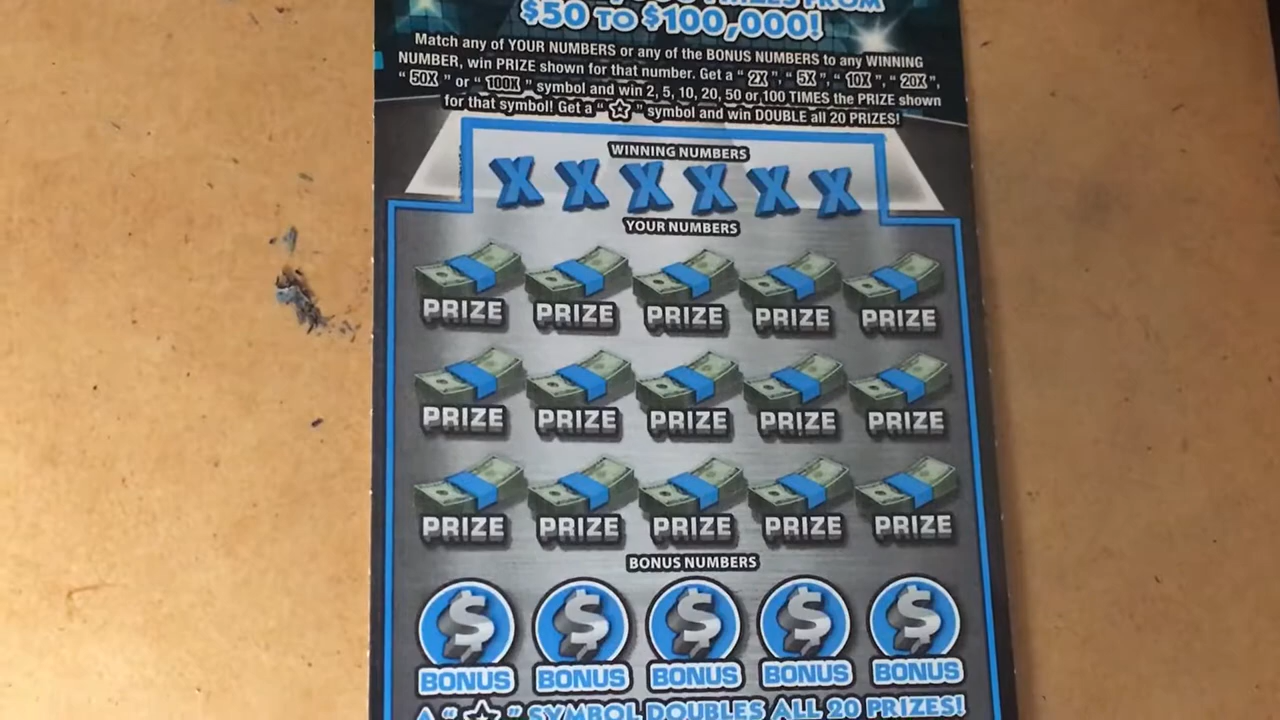 PRIZES FROM
$50 TO $100,000!
Match any of YOUR NUMBERS or any of the BONUS NUMBERS to any WINNING
NUMBER, win PRIZE shown for that number. Get a "2X", "5X", "10X", "20X",
"50X" or "100X" symbol and win 2, 5, 10, 20, 50 or 100 TIMES the PRIZE shown
for that symbol! Get a "☆" symbol and win DOUBLE all 20 PRIZES!
WINNING NUMBERS
X X X X X X
YOUR NUMBERS
PRIZE PRIZE PRIZE PRIZE PRIZE
PRIZE PRIZE PRIZE PRIZE PRIZE
PRIZE PRIZE PRIZE PRIZE PRIZE
BONUS NUMBERS
$ $ $ $ $
BONUS BONUS BONUS BONUS BONUS
A "☆" SYMBOL DOUBLES ALL 20 PRIZES!